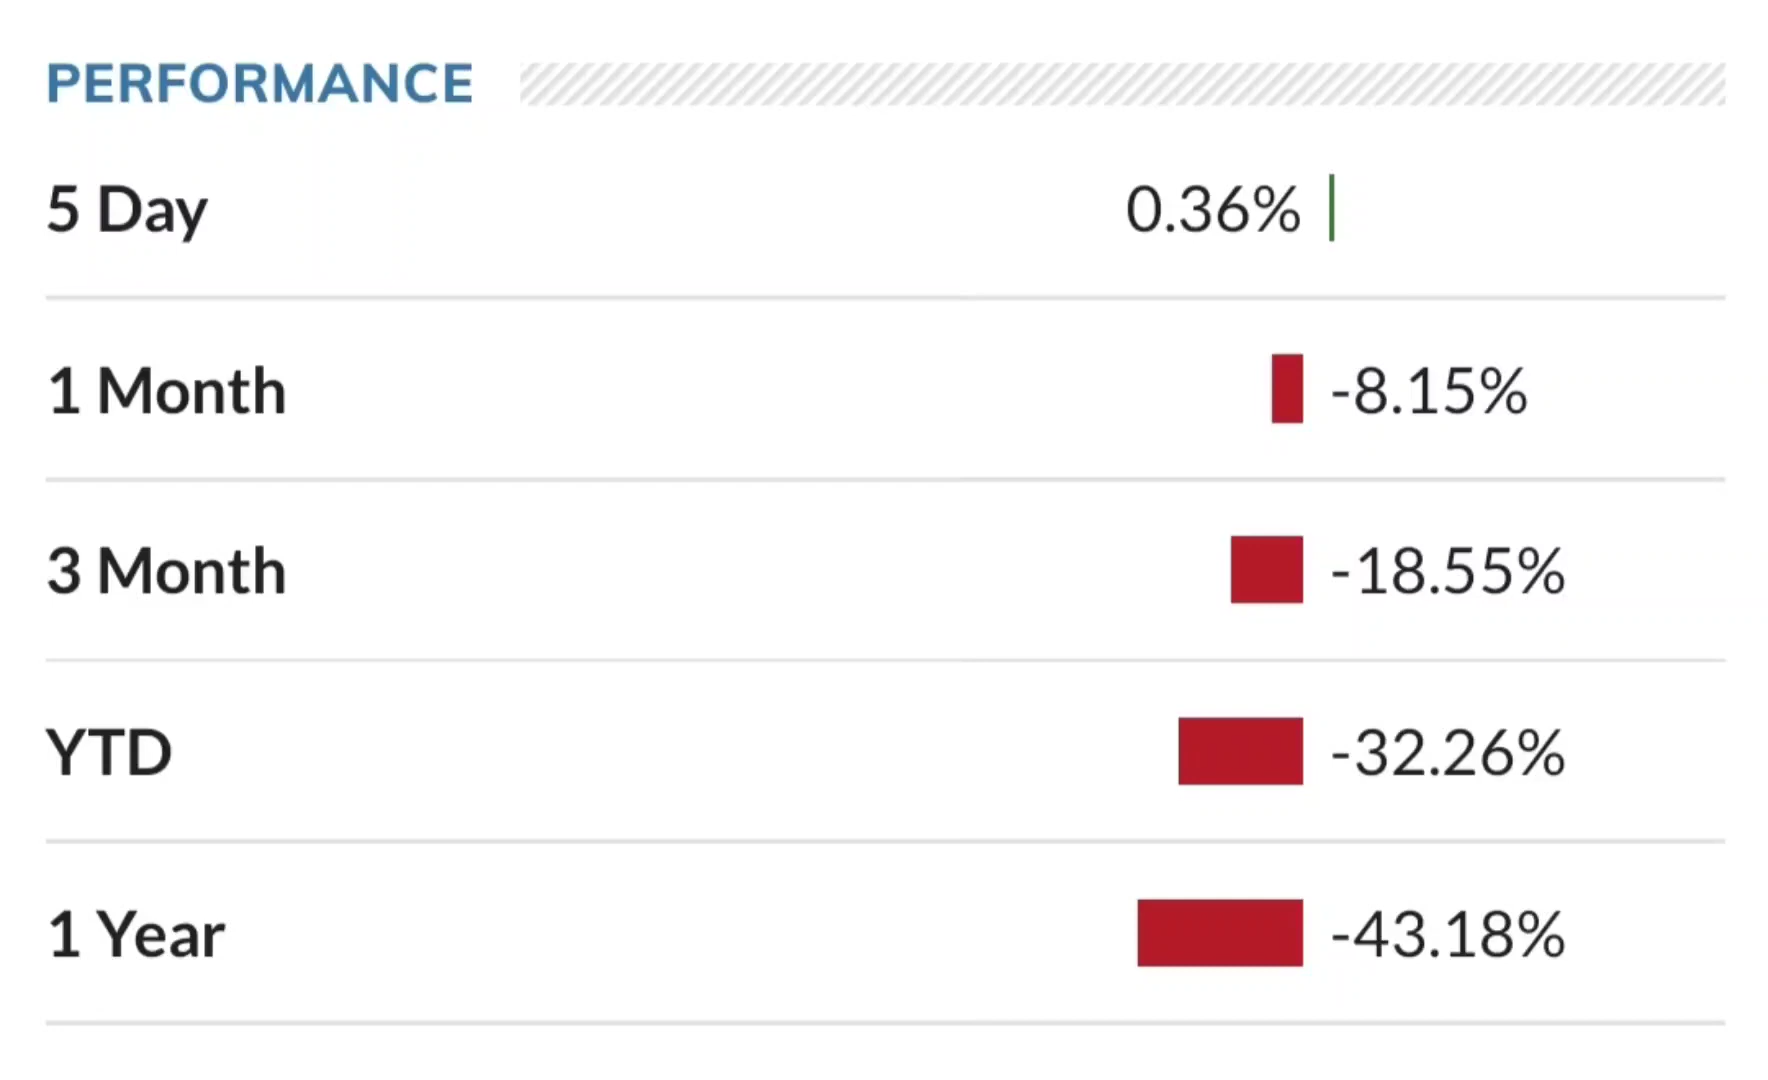 PERFORMANCE
5 Day 0.36%
1 Month -8.15%
3 Month -18.55%
YTD -32.26%
1 Year -43.18%